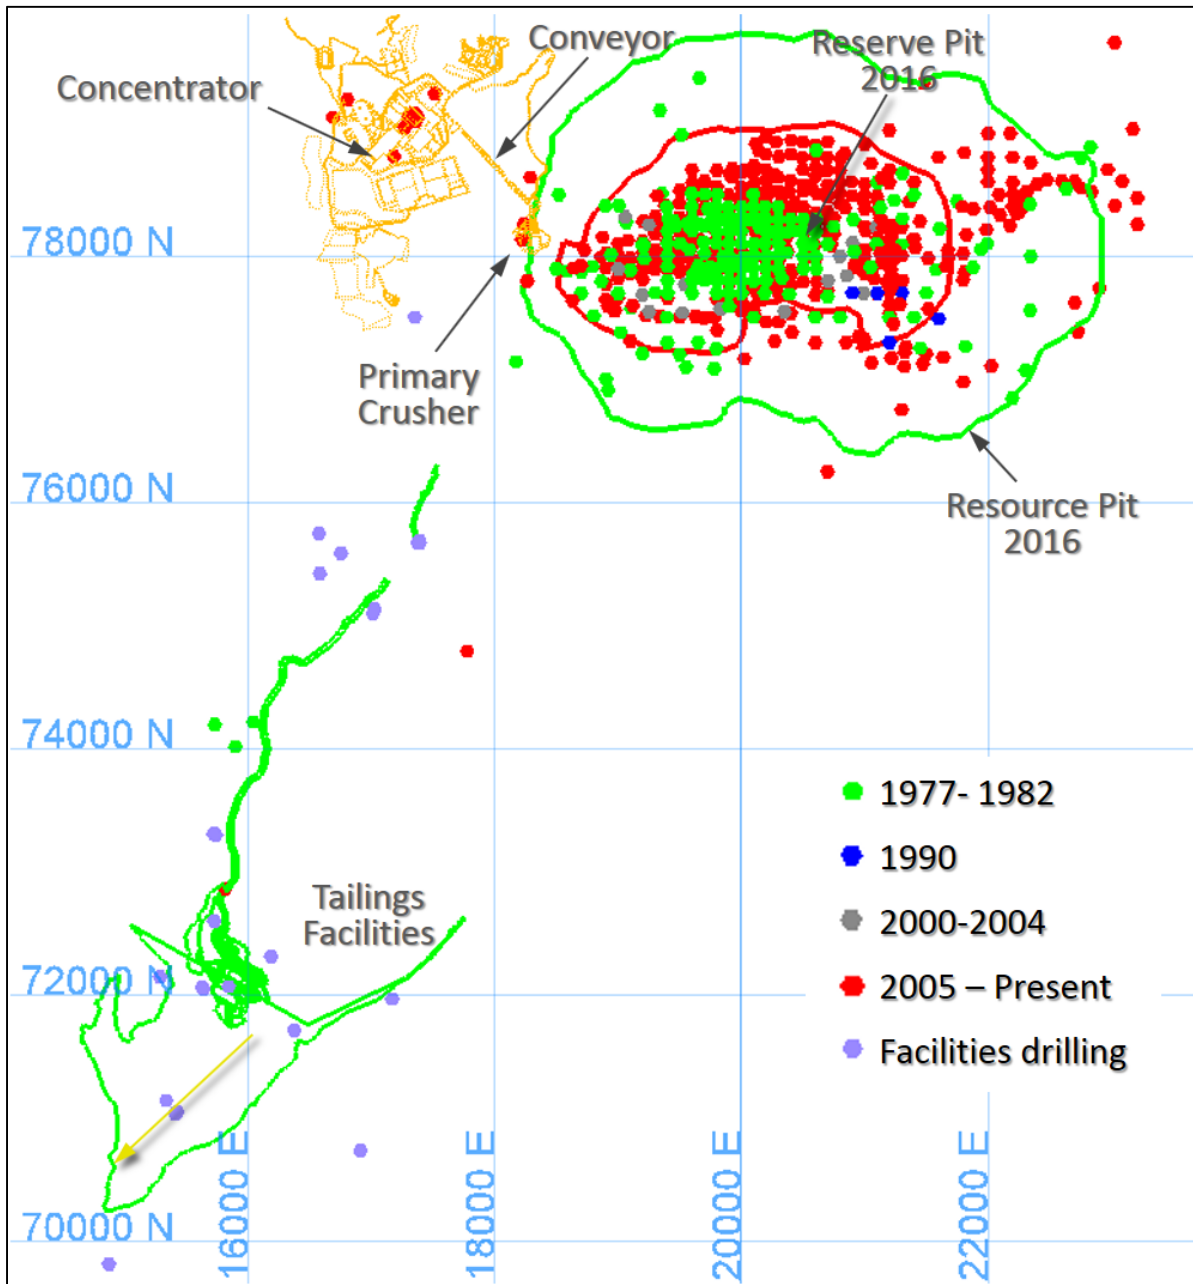 Conveyor
Reserve Pit
2016
Concentrator
78000 N
Primary
Crusher
76000 N
Resource Pit
2016
74000 N
1977- 1982
1990
Tailings
Facilities
2000-2004
72000 N
2005 – Present
Facilities drilling
70000 N
16000 E
18000 E
20000 E
22000 E